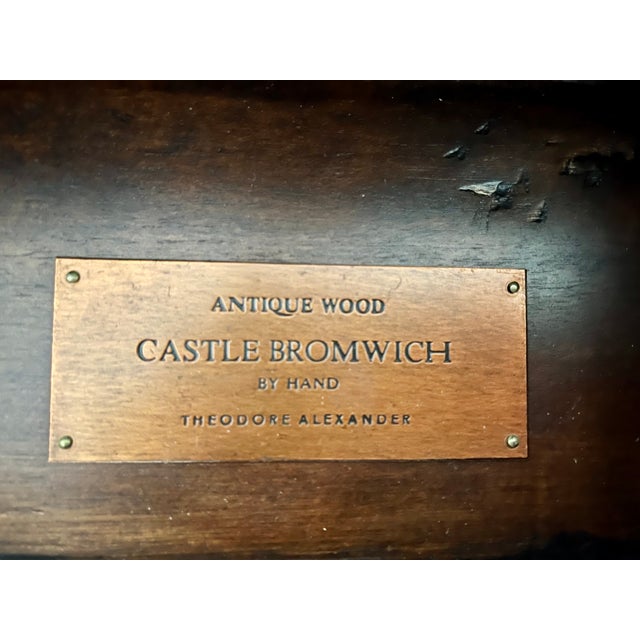 ANTIQUE WOOD
CASTLE BROMWICH
BY HAND
THEODORE ALEXANDER